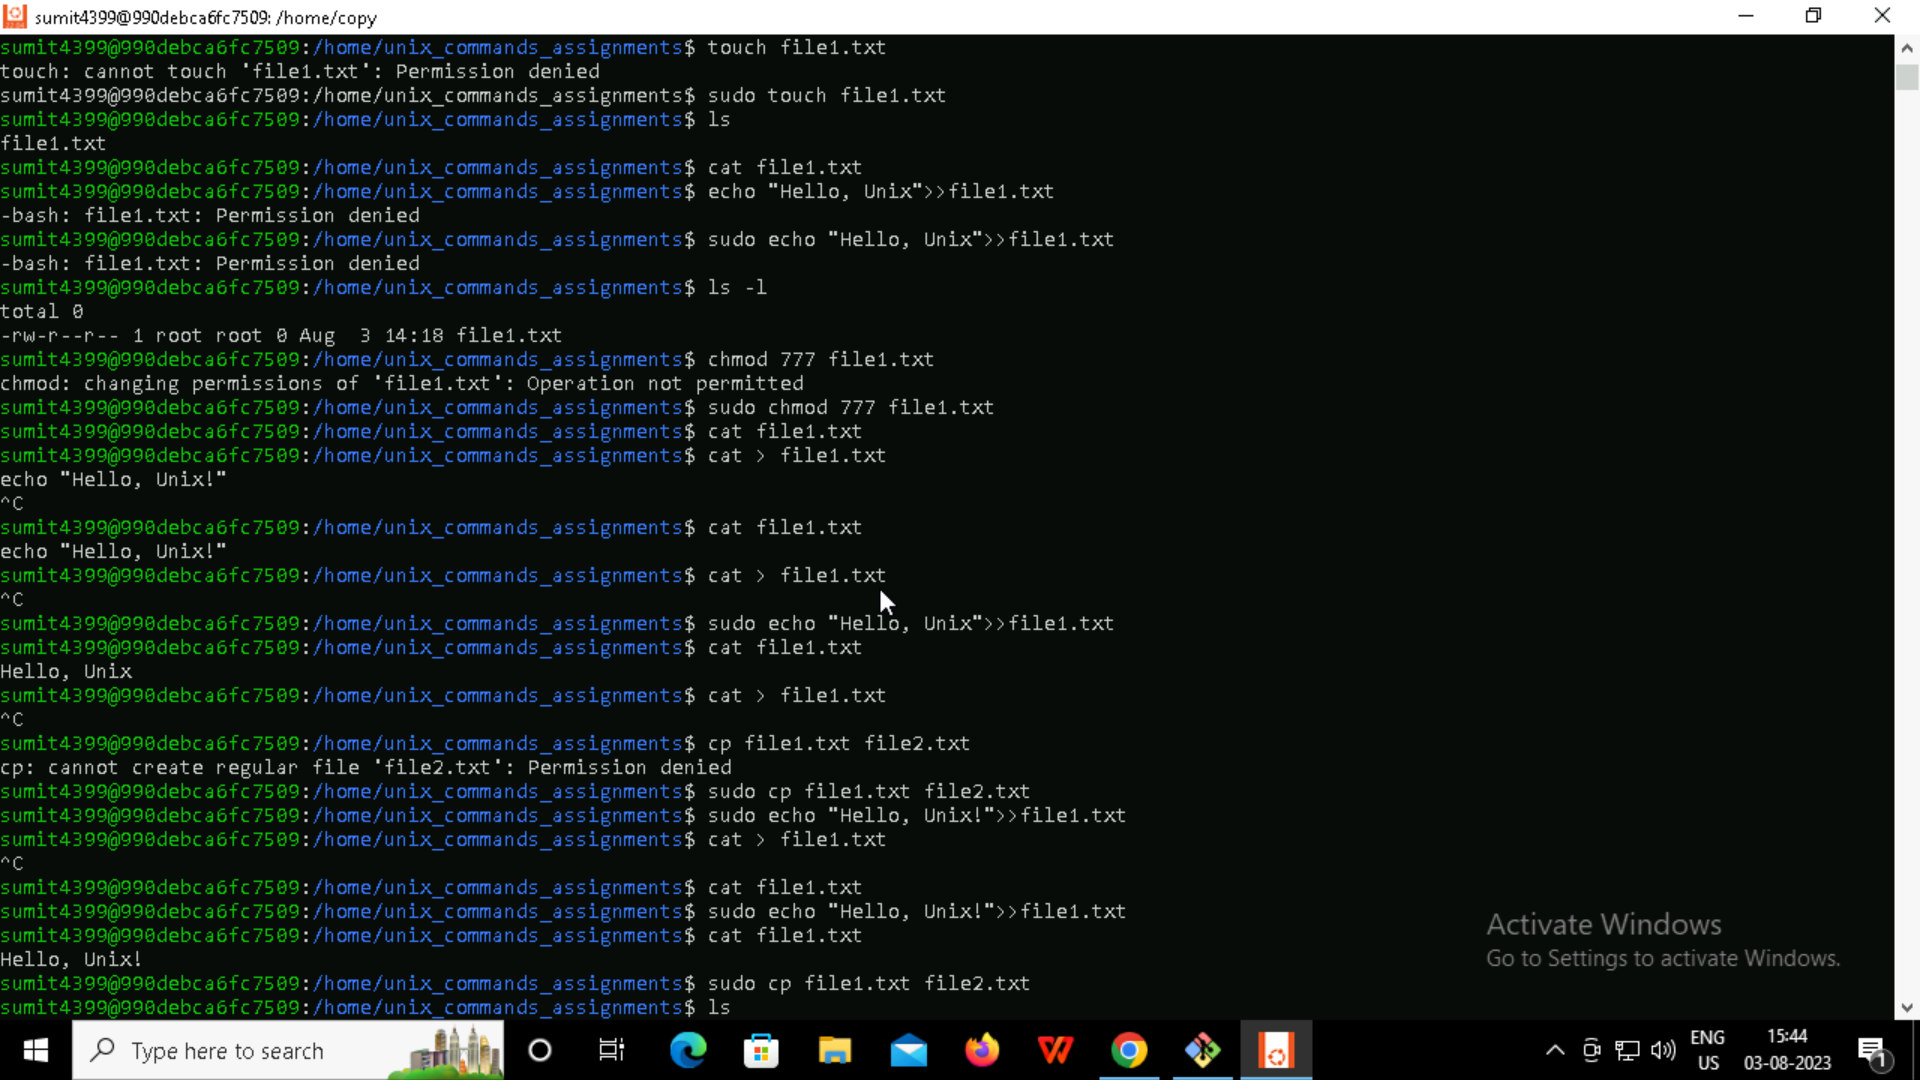 sumit4399@990debca6fc7509: /home/copy
sumit4399@990debca6fc7509:/home/unix_commands_assignments$ touch file1.txt
touch: cannot touch 'file1.txt': Permission denied
sumit4399@990debca6fc7509:/home/unix_commands_assignments$ sudo touch file1.txt
sumit4399@990debca6fc7509:/home/unix_commands_assignments$ ls
file1.txt
sumit4399@990debca6fc7509:/home/unix_commands_assignments$ cat file1.txt
sumit4399@990debca6fc7509:/home/unix_commands_assignments$ echo "Hello, Unix">>file1.txt
-bash: file1.txt: Permission denied
sumit4399@990debca6fc7509:/home/unix_commands_assignments$ sudo echo "Hello, Unix">>file1.txt
-bash: file1.txt: Permission denied
sumit4399@990debca6fc7509:/home/unix_commands_assignments$ ls -l
total 0
-rw-r--r-- 1 root root 0 Aug  3 14:18 file1.txt
sumit4399@990debca6fc7509:/home/unix_commands_assignments$ chmod 777 file1.txt
chmod: changing permissions of 'file1.txt': Operation not permitted
sumit4399@990debca6fc7509:/home/unix_commands_assignments$ sudo chmod 777 file1.txt
sumit4399@990debca6fc7509:/home/unix_commands_assignments$ cat file1.txt
sumit4399@990debca6fc7509:/home/unix_commands_assignments$ cat > file1.txt
echo "Hello, Unix!"
^C
sumit4399@990debca6fc7509:/home/unix_commands_assignments$ cat file1.txt
echo "Hello, Unix!"
sumit4399@990debca6fc7509:/home/unix_commands_assignments$ cat > file1.txt
^C
sumit4399@990debca6fc7509:/home/unix_commands_assignments$ sudo echo "Hello, Unix">>file1.txt
sumit4399@990debca6fc7509:/home/unix_commands_assignments$ cat file1.txt
Hello, Unix
sumit4399@990debca6fc7509:/home/unix_commands_assignments$ cat > file1.txt
^C
sumit4399@990debca6fc7509:/home/unix_commands_assignments$ cp file1.txt file2.txt
cp: cannot create regular file 'file2.txt': Permission denied
sumit4399@990debca6fc7509:/home/unix_commands_assignments$ sudo cp file1.txt file2.txt
sumit4399@990debca6fc7509:/home/unix_commands_assignments$ sudo echo "Hello, Unix!">>file1.txt
sumit4399@990debca6fc7509:/home/unix_commands_assignments$ cat > file1.txt
^C
sumit4399@990debca6fc7509:/home/unix_commands_assignments$ cat file1.txt
sumit4399@990debca6fc7509:/home/unix_commands_assignments$ sudo echo "Hello, Unix!">>file1.txt
sumit4399@990debca6fc7509:/home/unix_commands_assignments$ cat file1.txt
Hello, Unix!
sumit4399@990debca6fc7509:/home/unix_commands_assignments$ sudo cp file1.txt file2.txt
sumit4399@990debca6fc7509:/home/unix_commands_assignments$ ls
Activate Windows
Go to Settings to activate Windows.
Type here to search
ENG
US
15:44
03-08-2023
1